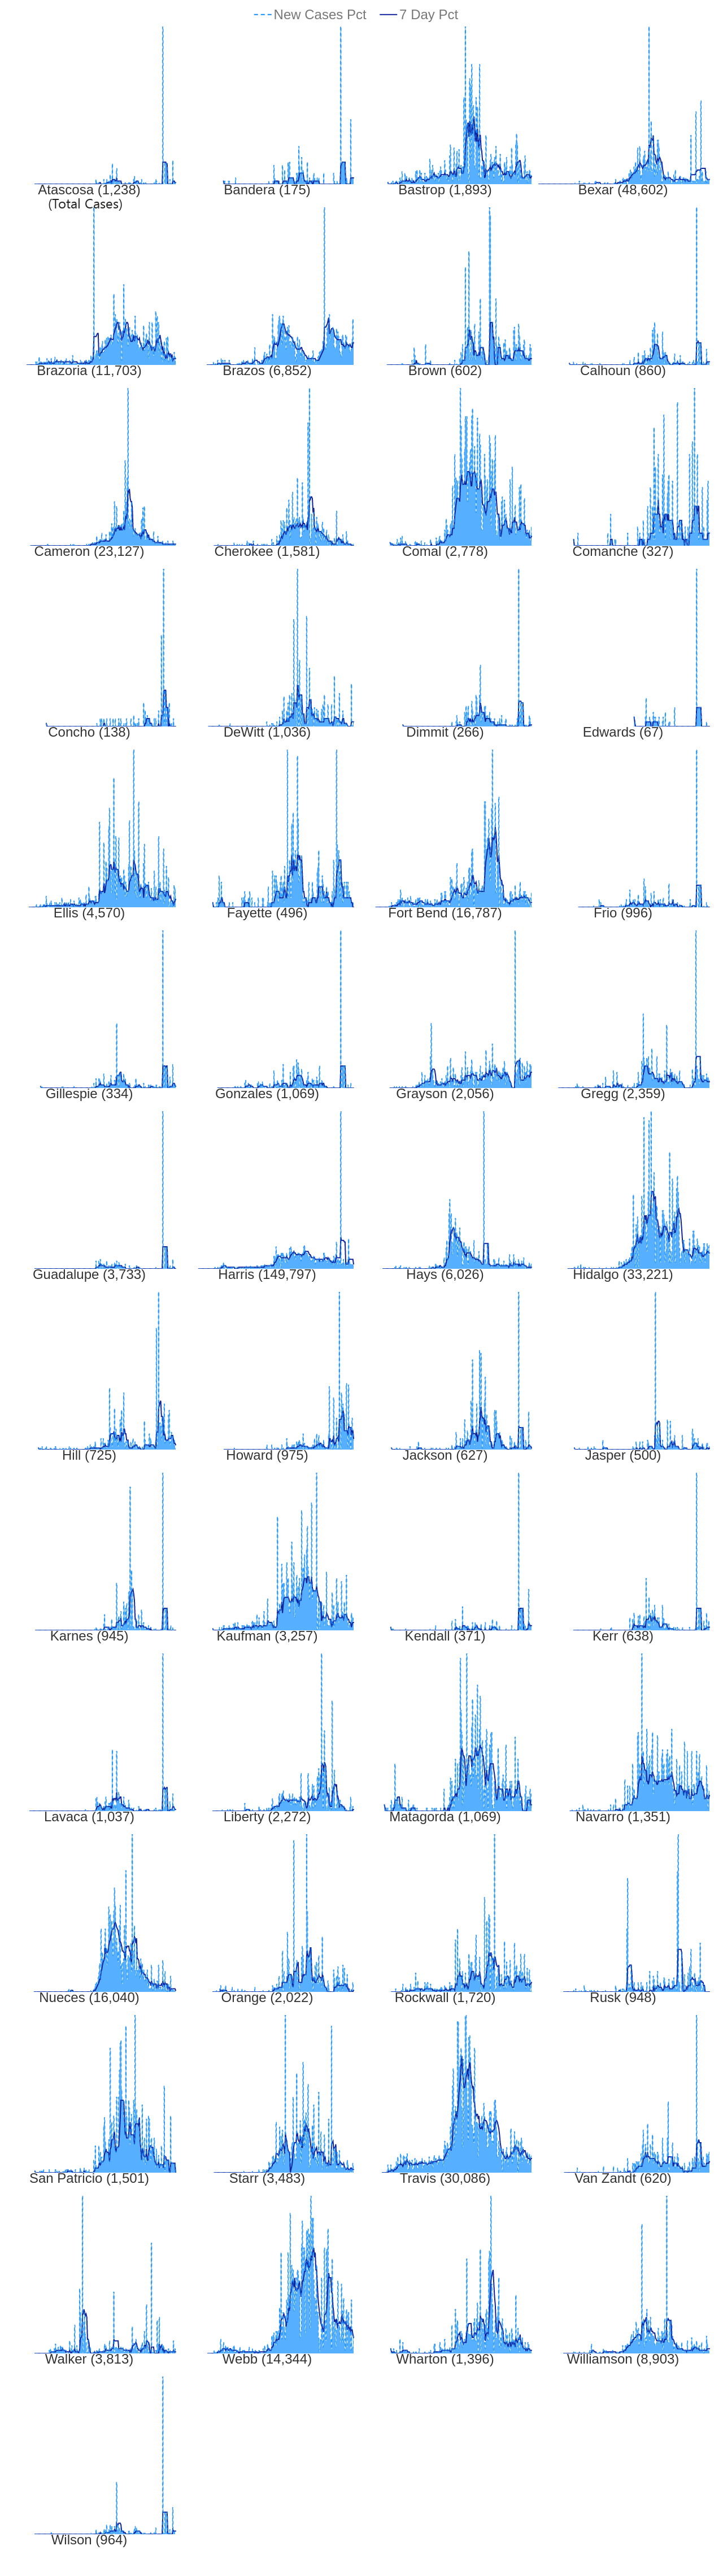 New Cases Pct 7 Day Pct
Atascosa (1,238) Bandera (175) Bastrop (1,893) Bexar (48,602)
(Total Cases)
Brazoria (11,703) Brazos (6,852) Brown (602) Calhoun (860)
Cameron (23,127) Cherokee (1,581) Comal (2,778) Comanche (327)
Concho (138) DeWitt (1,036) Dimmit (266) Edwards (67)
Ellis (4,570) Fayette (496) Fort Bend (16,787) Frio (996)
Gillespie (334) Gonzales (1,069) Grayson (2,056) Gregg (2,359)
Guadalupe (3,733) Harris (149,797) Hays (6,026) Hidalgo (33,221)
Hill (725) Howard (975) Jackson (627) Jasper (500)
Karnes (945) Kaufman (3,257) Kendall (371) Kerr (638)
Lavaca (1,037) Liberty (2,272) Matagorda (1,069) Navarro (1,351)
Nueces (16,040) Orange (2,022) Rockwall (1,720) Rusk (948)
San Patricio (1,501) Starr (3,483) Travis (30,086) Van Zandt (620)
Walker (3,813) Webb (14,344) Wharton (1,396) Williamson (8,903)
Wilson (964)